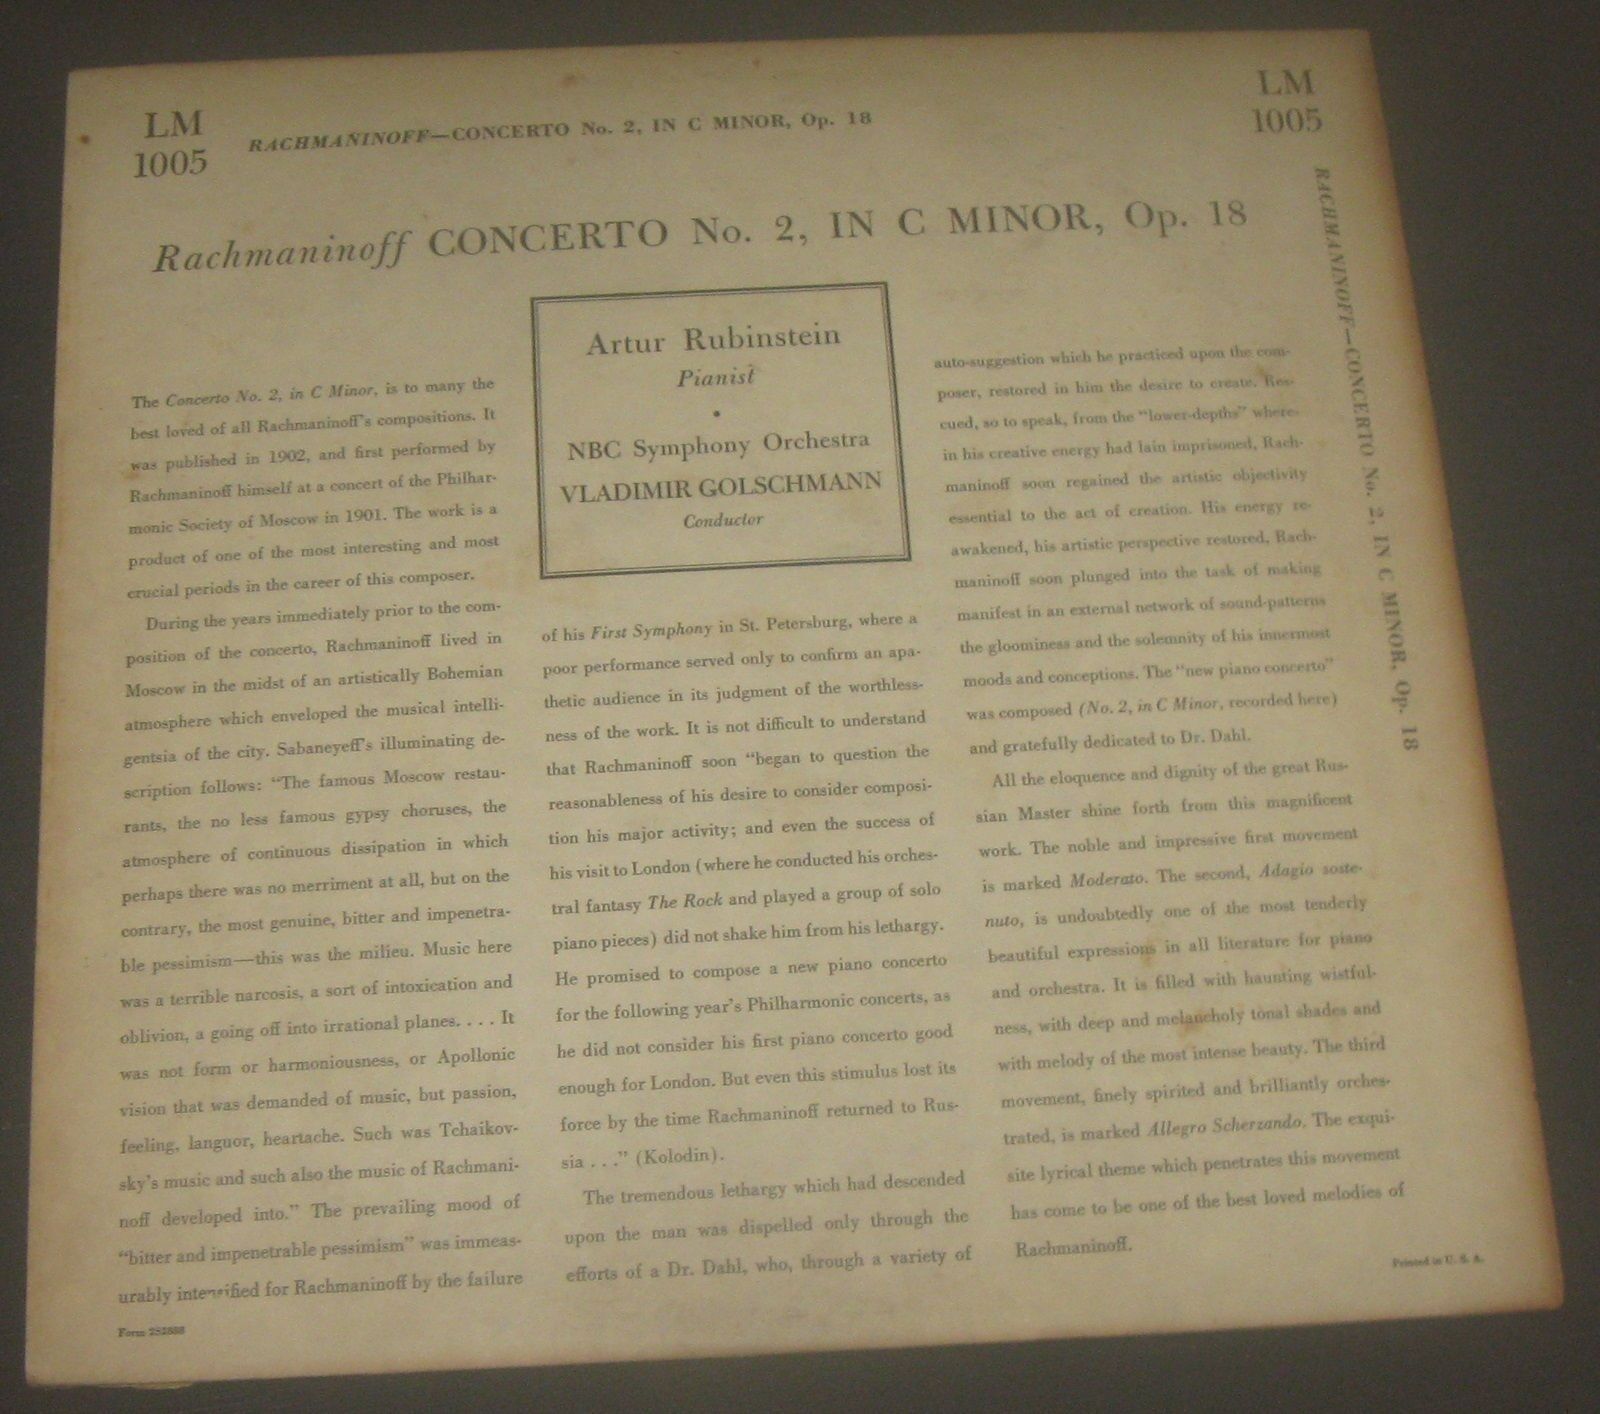 LM
1005
RACHMANINOFF—CONCERTO No. 2, IN C MINOR, Op. 18
LM
1005
Rachmaninoff CONCERTO No. 2, IN C MINOR, Op. 18
RACHMANINOFF—CONCERTO No. 2, IN C MINOR, Op. 18
Artur Rubinstein
Pianist
•
NBC Symphony Orchestra
VLADIMIR GOLSCHMANN
Conductor
The Concerto No. 2, in C Minor, is to many the
best loved of all Rachmaninoff's compositions. It
was published in 1902, and first performed by
Rachmaninoff himself at a concert of the Philhar-
monic Society of Moscow in 1901. The work is a
product of one of the most interesting and most
crucial periods in the career of this composer.
During the years immediately prior to the com-
position of the concerto, Rachmaninoff lived in
Moscow in the midst of an artistically Bohemian
atmosphere which enveloped the musical intelli-
gentsia of the city. Sabaneyeff's illuminating de-
scription follows: "The famous Moscow restau-
rants, the no less famous gypsy choruses, the
atmosphere of continuous dissipation in which
perhaps there was no merriment at all, but on the
contrary, the most genuine, bitter and impenetra-
ble pessimism—this was the milieu. Music here
was a terrible narcosis, a sort of intoxication and
oblivion, a going off into irrational planes. . . . It
was not form or harmoniousness, or Apollonic
vision that was demanded of music, but passion,
feeling, languor, heartache. Such was Tchaikov-
sky's music and such also the music of Rachmani-
noff developed into." The prevailing mood of
"bitter and impenetrable pessimism" was immeas-
urably intensified for Rachmaninoff by the failure
of his First Symphony in St. Petersburg, where a
poor performance served only to confirm an apa-
thetic audience in its judgment of the worthless-
ness of the work. It is not difficult to understand
that Rachmaninoff soon "began to question the
reasonableness of his desire to consider composi-
tion his major activity; and even the success of
his visit to London (where he conducted his orches-
tral fantasy The Rock and played a group of solo
piano pieces) did not shake him from his lethargy.
He promised to compose a new piano concerto
for the following year's Philharmonic concerts, as
he did not consider his first piano concerto good
enough for London. But even this stimulus lost its
force by the time Rachmaninoff returned to Rus-
sia . . ." (Kolodin).
The tremendous lethargy which had descended
upon the man was dispelled only through the
efforts of a Dr. Dahl, who, through a variety of
auto-suggestion which he practiced upon the com-
poser, restored in him the desire to create. Res-
cued, so to speak, from the "lower-depths" where-
in his creative energy had lain imprisoned, Rach-
maninoff soon regained the artistic objectivity
essential to the act of creation. His energy re-
awakened, his artistic perspective restored, Rach-
maninoff soon plunged into the task of making
manifest in an external network of sound-patterns
the gloominess and the solemnity of his innermost
moods and conceptions. The "new piano concerto"
was composed (No. 2, in C Minor, recorded here)
and gratefully dedicated to Dr. Dahl.
All the eloquence and dignity of the great Rus-
sian Master shine forth from this magnificent
work. The noble and impressive first movement
is marked Moderato. The second, Adagio soste-
nuto, is undoubtedly one of the most tenderly
beautiful expressions in all literature for piano
and orchestra. It is filled with haunting wistful-
ness, with deep and melancholy tonal shades and
with melody of the most intense beauty. The third
movement, finely spirited and brilliantly orches-
trated, is marked Allegro Scherzando. The exqui-
site lyrical theme which penetrates this movement
has come to be one of the best loved melodies of
Rachmaninoff.
Printed in U. S. A.
Form